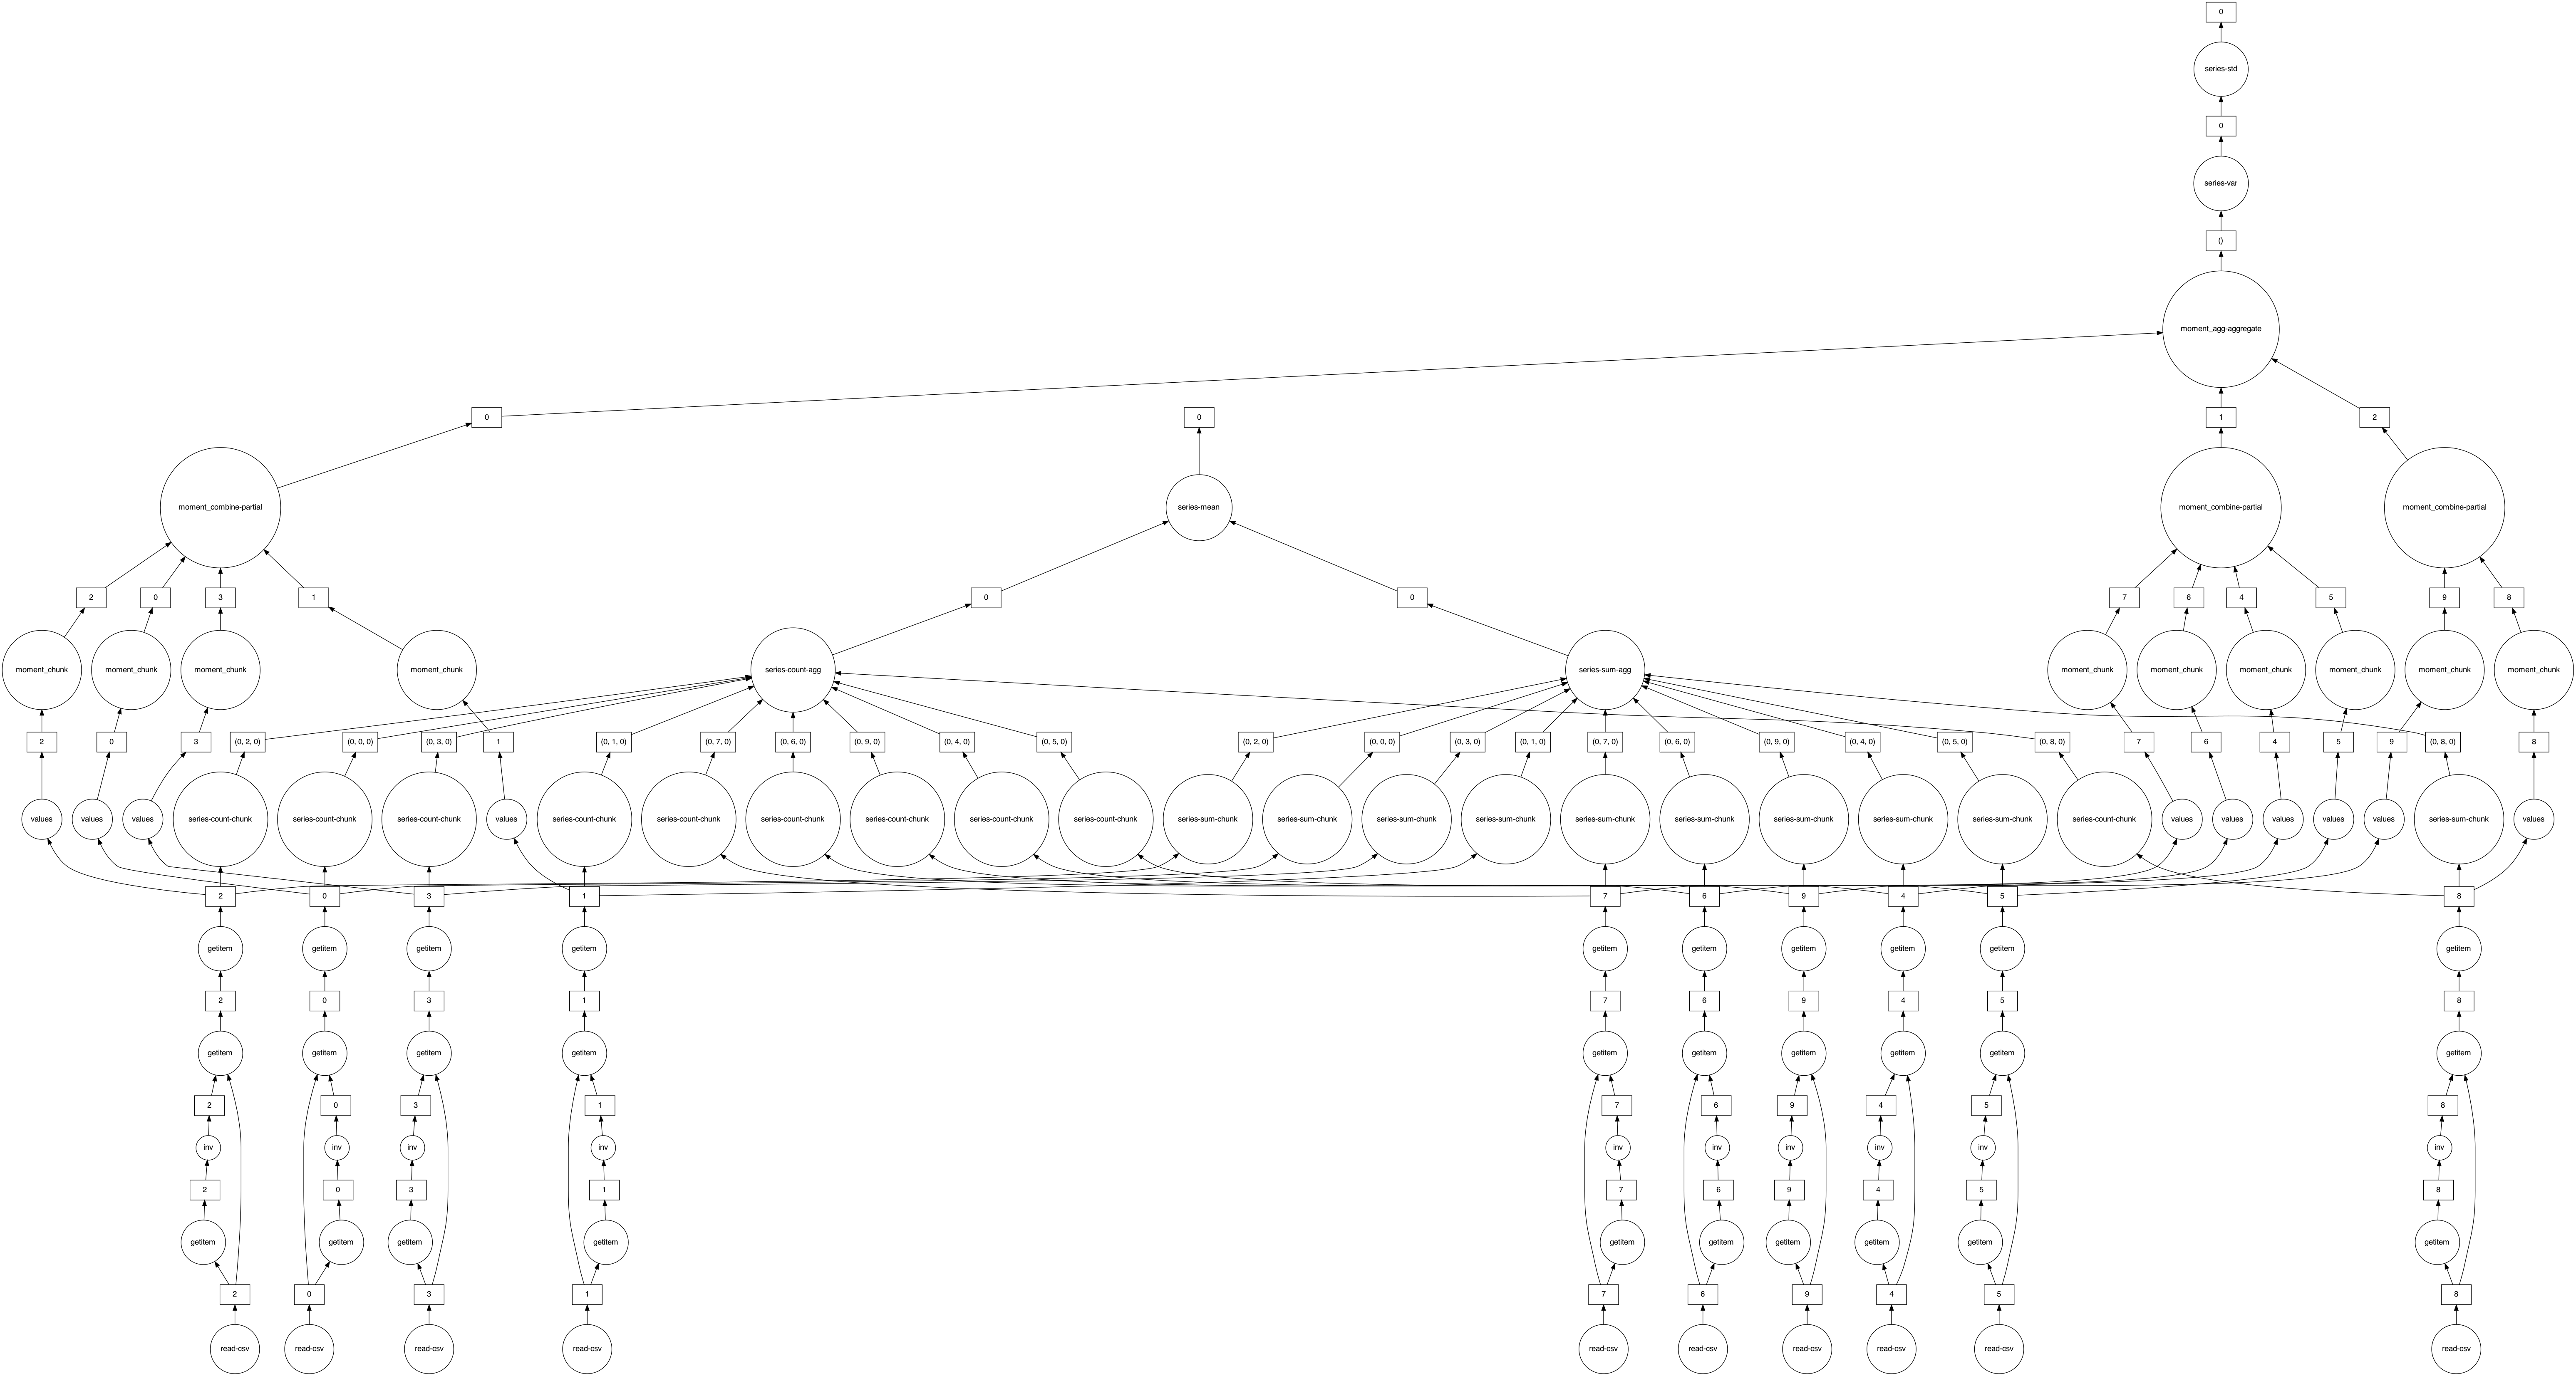 0
series-std
0
series-var
()
moment_agg-aggregate
0
0
1
2
moment_combine-partial
series-mean
moment_combine-partial
moment_combine-partial
2
0
3
1
0
0
7
6
4
5
9
8
moment_chunk
moment_chunk
moment_chunk
moment_chunk
series-count-agg
series-sum-agg
moment_chunk
moment_chunk
moment_chunk
moment_chunk
moment_chunk
moment_chunk
2
0
3
(0, 2, 0)
(0, 0, 0)
(0, 3, 0)
1
(0, 1, 0)
(0, 7, 0)
(0, 6, 0)
(0, 9, 0)
(0, 4, 0)
(0, 5, 0)
(0, 2, 0)
(0, 0, 0)
(0, 3, 0)
(0, 1, 0)
(0, 7, 0)
(0, 6, 0)
(0, 9, 0)
(0, 4, 0)
(0, 5, 0)
(0, 8, 0)
7
6
4
5
9
(0, 8, 0)
8
values
values
values
series-count-chunk
series-count-chunk
series-count-chunk
values
series-count-chunk
series-count-chunk
series-count-chunk
series-count-chunk
series-count-chunk
series-count-chunk
series-sum-chunk
series-sum-chunk
series-sum-chunk
series-sum-chunk
series-sum-chunk
series-sum-chunk
series-sum-chunk
series-sum-chunk
series-sum-chunk
series-count-chunk
values
values
values
values
values
series-sum-chunk
values
2
0
3
1
7
6
9
4
5
8
getitem
getitem
getitem
getitem
getitem
getitem
getitem
getitem
getitem
getitem
2
0
3
1
7
6
9
4
5
8
getitem
getitem
getitem
getitem
getitem
getitem
getitem
getitem
getitem
getitem
2
0
3
1
7
6
9
4
5
8
inv
inv
inv
inv
inv
inv
inv
inv
inv
inv
2
0
3
1
7
6
9
4
5
8
getitem
getitem
getitem
getitem
getitem
getitem
getitem
getitem
getitem
getitem
2
0
3
1
7
6
9
4
5
8
read-csv
read-csv
read-csv
read-csv
read-csv
read-csv
read-csv
read-csv
read-csv
read-csv